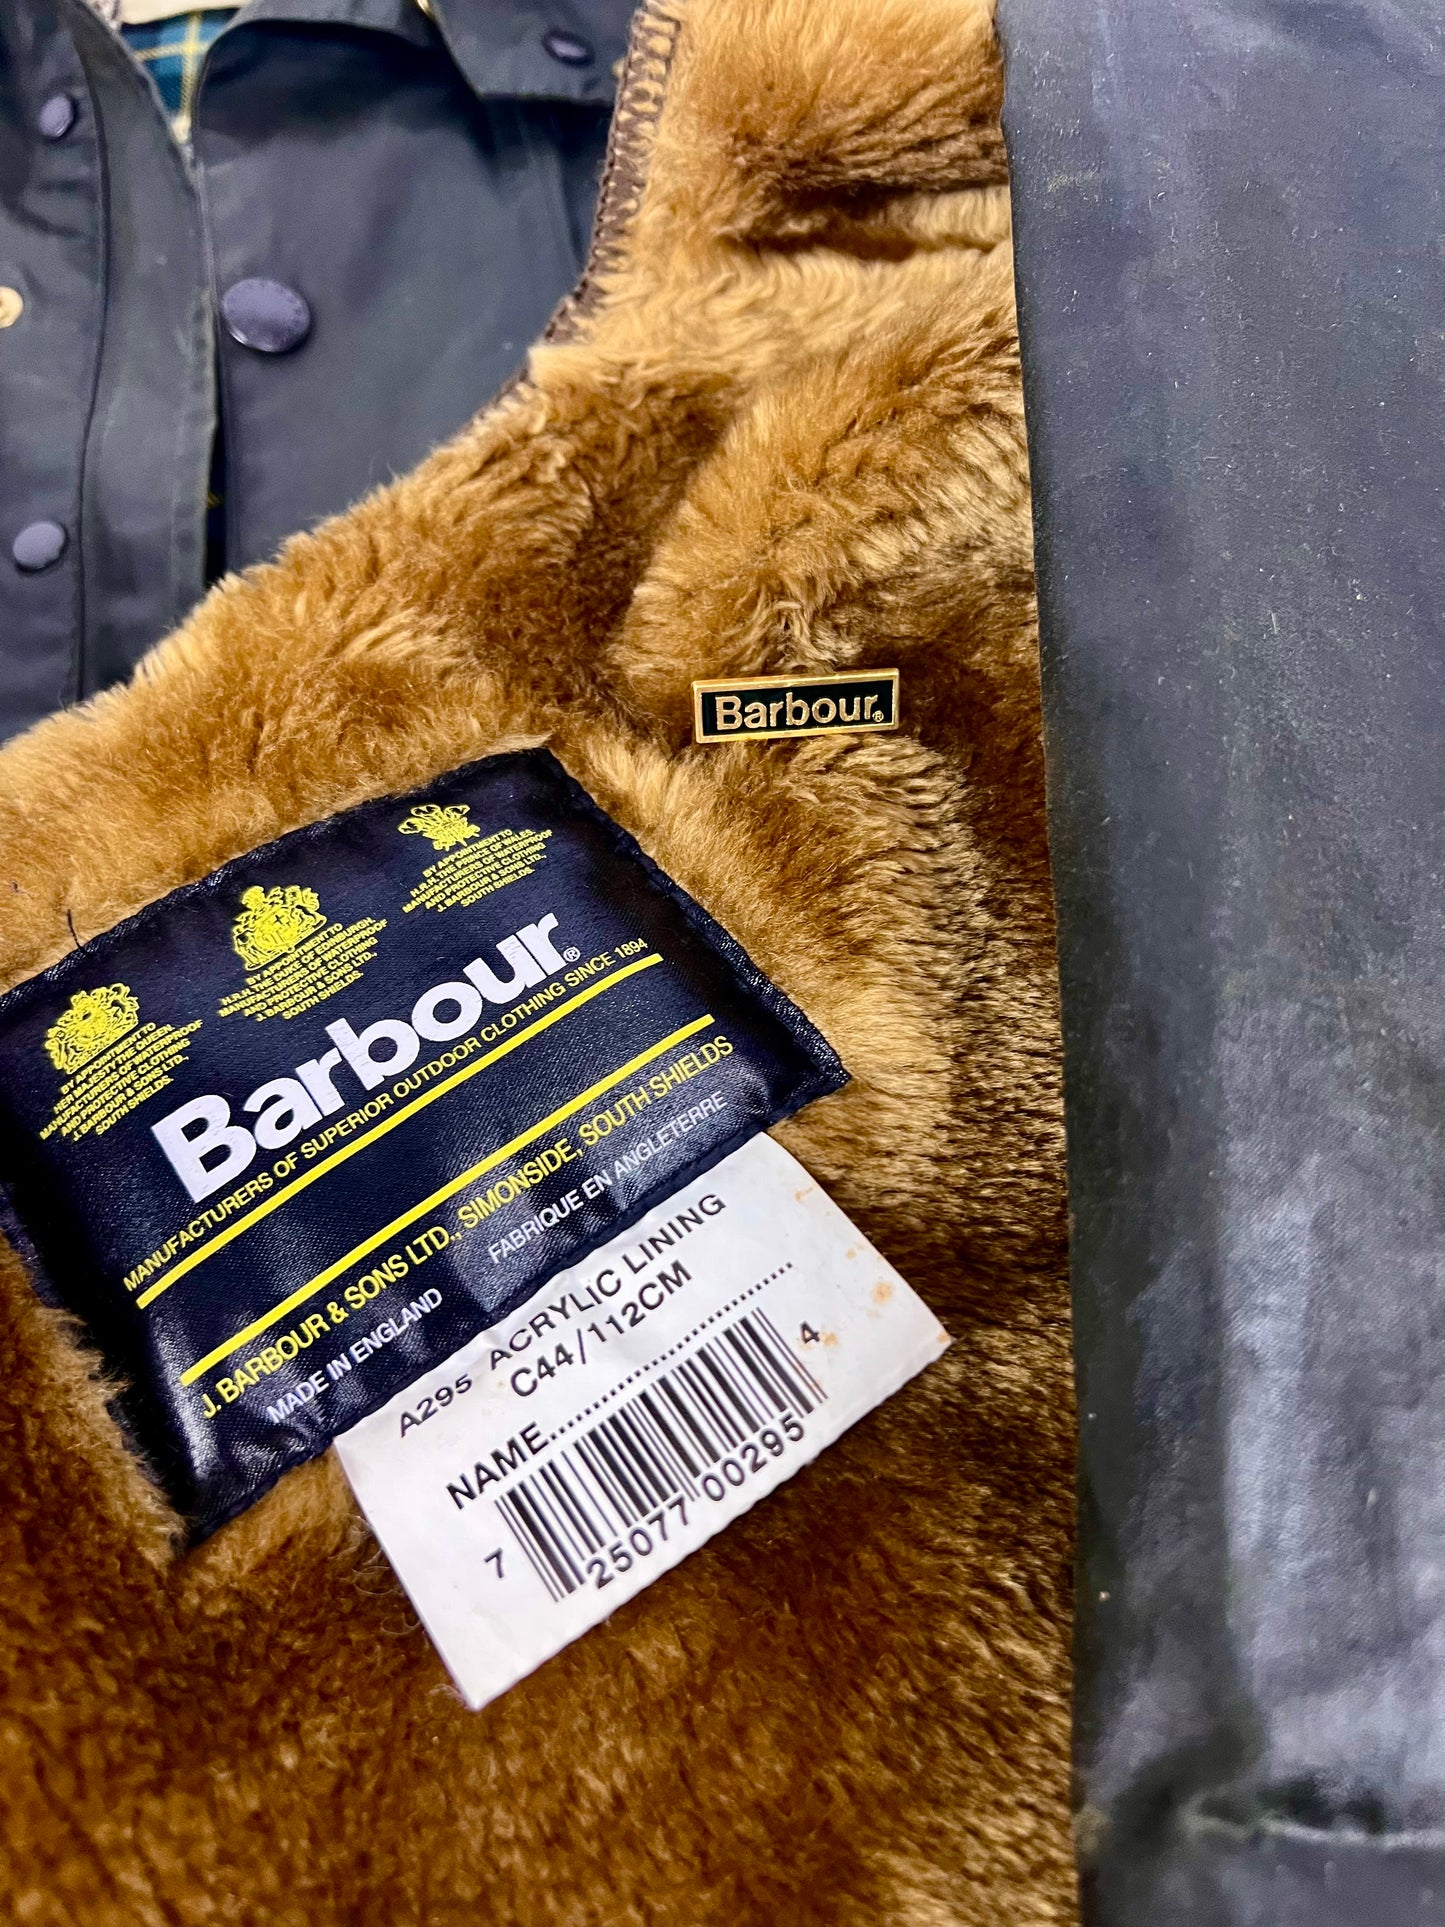 Barbour®
BY APPOINTMENT TO
HER MAJESTY THE QUEEN,
MANUFACTURERS OF WATERPROOF
AND PROTECTIVE CLOTHING
J. BARBOUR & SONS LTD.,
SOUTH SHIELDS.
BY APPOINTMENT TO
H.R.H. THE DUKE OF EDINBURGH,
MANUFACTURERS OF WATERPROOF
AND PROTECTIVE CLOTHING
J. BARBOUR & SONS LTD.,
SOUTH SHIELDS.
BY APPOINTMENT TO
H.R.H. THE PRINCE OF WALES,
MANUFACTURERS OF WATERPROOF
AND PROTECTIVE CLOTHING
J. BARBOUR & SONS LTD.,
SOUTH SHIELDS.
Barbour®
MANUFACTURERS OF SUPERIOR OUTDOOR CLOTHING SINCE 1894
J. BARBOUR & SONS LTD., SIMONSIDE, SOUTH SHIELDS
MADE IN ENGLAND FABRIQUE EN ANGLETERRE
A295 ACRYLiC LINING
C44/112CM
NAME..............................
7 25077 00295 4